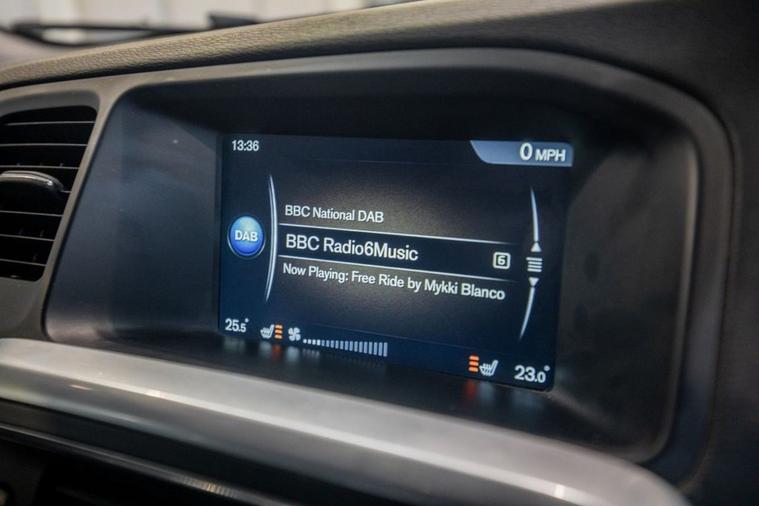 13:36
0 MPH
BBC National DAB
DAB
BBC Radio6Music
6
Now Playing: Free Ride by Mykki Blanco
25.5°
23.0°